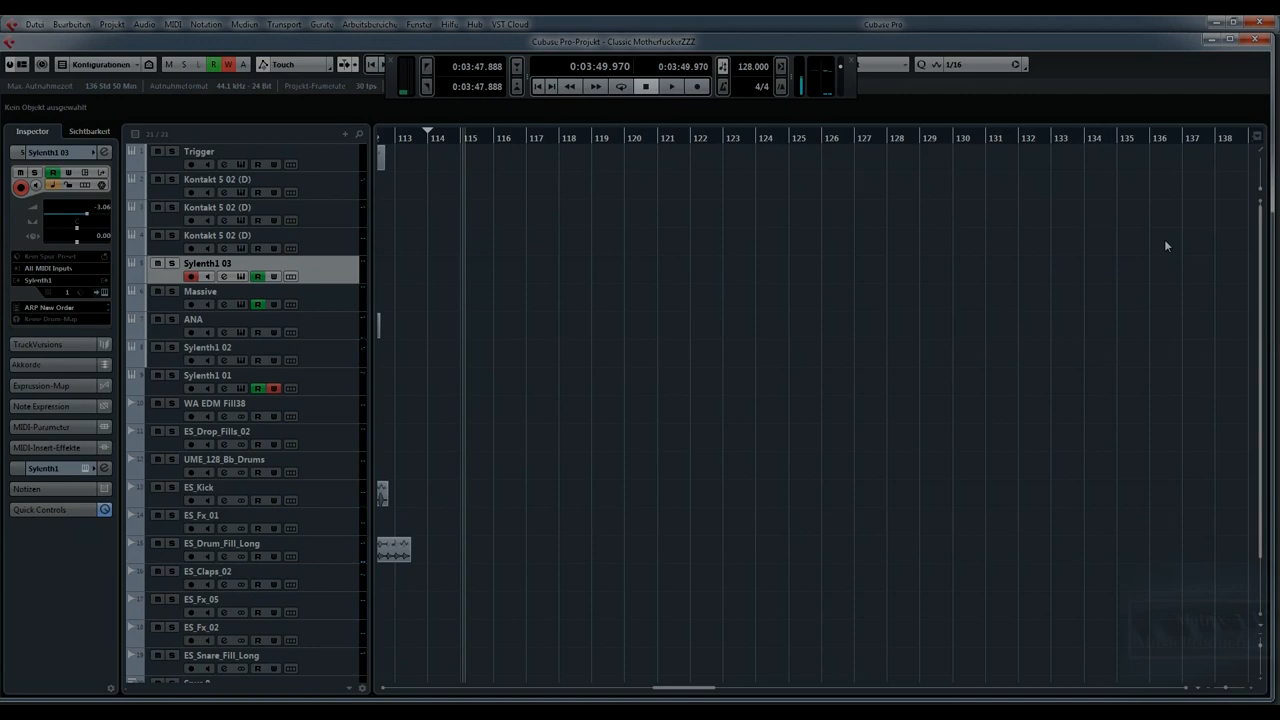 Datei Bearbeiten Projekt Audio MIDI Notation Medien Transport Geräte Arbeitsbereiche Fenster Hilfe Hub VST Cloud Cubase Pro
Cubase Pro-Projekt - Classic MotherfuckerZZZ
Konfigurationen M S L R W A Touch 0:03:47.888 0:03:49.970 0:03:49.970 128.000 Q 1/16
Max. Aufnahmezeit 136 Std 50 Min Aufnahmeformat 44.1 kHz - 24 Bit Projekt-Framerate 30 fps 0:03:47.888 4/4
Kein Objekt ausgewählt
Inspector Sichtbarkeit 21 / 21 113 114 115 116 117 118 119 120 121 122 123 124 125 126 127 128 129 130 131 132 133 134 135 136 137 138
Sylenth1 03
-3.06
0.00
All MIDI Inputs
Sylenth1
1
ARP New Order
Keine Drum-Map
TrackVersions
Akkorde
Expression-Map
Note Expression
MIDI-Parameter
MIDI-Insert-Effekte
Sylenth1
Notizen
Quick Controls
Trigger
Kontakt 5 02 (D)
Kontakt 5 02 (D)
Kontakt 5 02 (D)
Sylenth1 03
Massive
ANA
Sylenth1 02
Sylenth1 01
WA EDM Fill38
ES_Drop_Fills_02
UME_128_Bb_Drums
ES_Kick
ES_Fx_01
ES_Drum_Fill_Long
ES_Claps_02
ES_Fx_05
ES_Fx_02
ES_Snare_Fill_Long